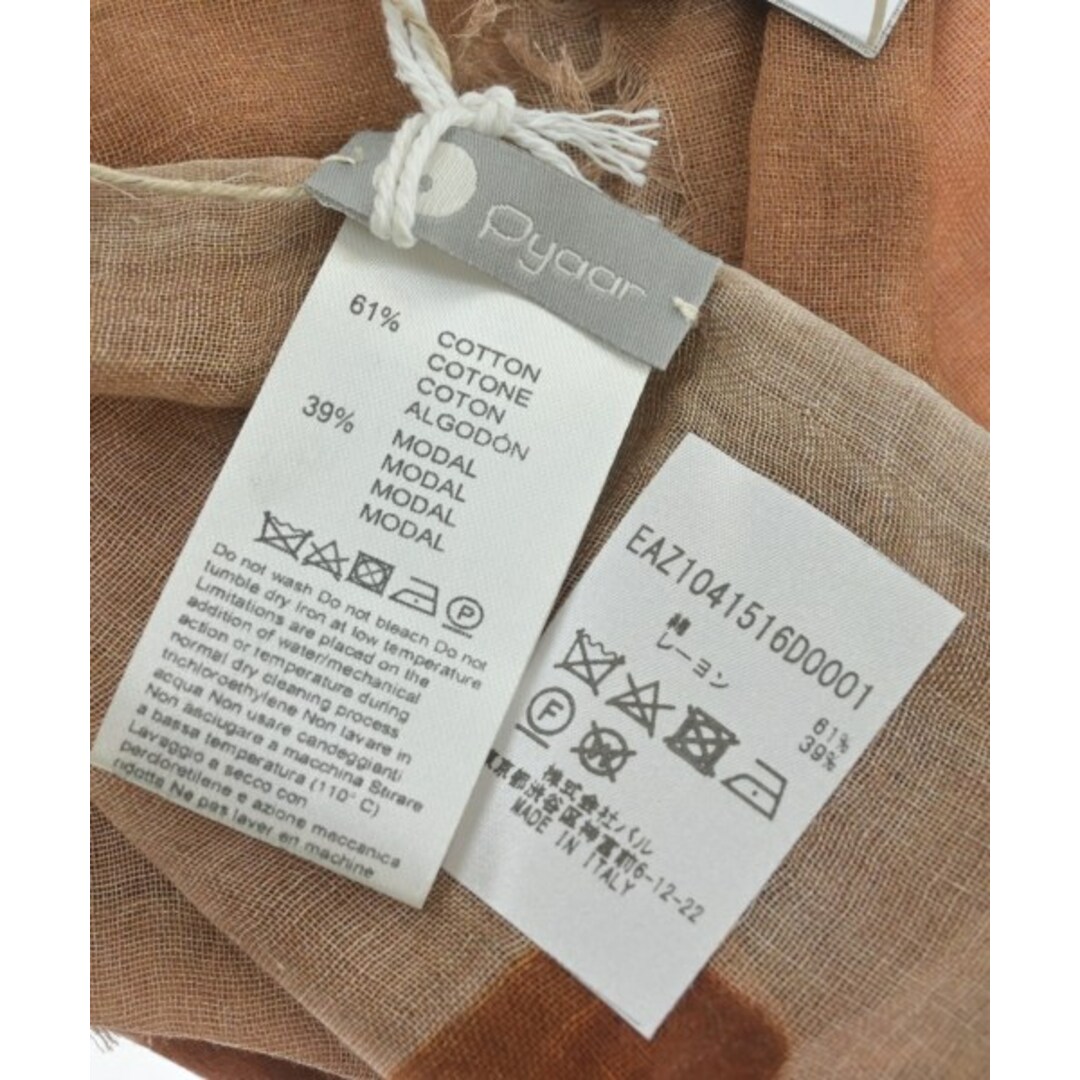 Pyaar
61% COTTON
COTONE
COTON
ALGODÓN
39% MODAL
MODAL
MODAL
MODAL
P
Do not wash Do not bleach Do not
tumble dry Iron at low temperature
Limitations are placed on the
addition of water/mechanical
action or temperature during
normal dry cleaning process
trichloroethylene Non lavare in
acqua Non usare candeggianti
Non asciugare a macchina Stirare
a bassa temperatura (110° C)
Lavaggio a secco con
percloretilene e azione meccanica
ridotta Ne pas laver en machine
EAZ1041516D0001
綿 61%
レーヨン 39%
F
W
株式会社パル
東京都渋谷区神宮前6-12-22
MADE IN ITALY